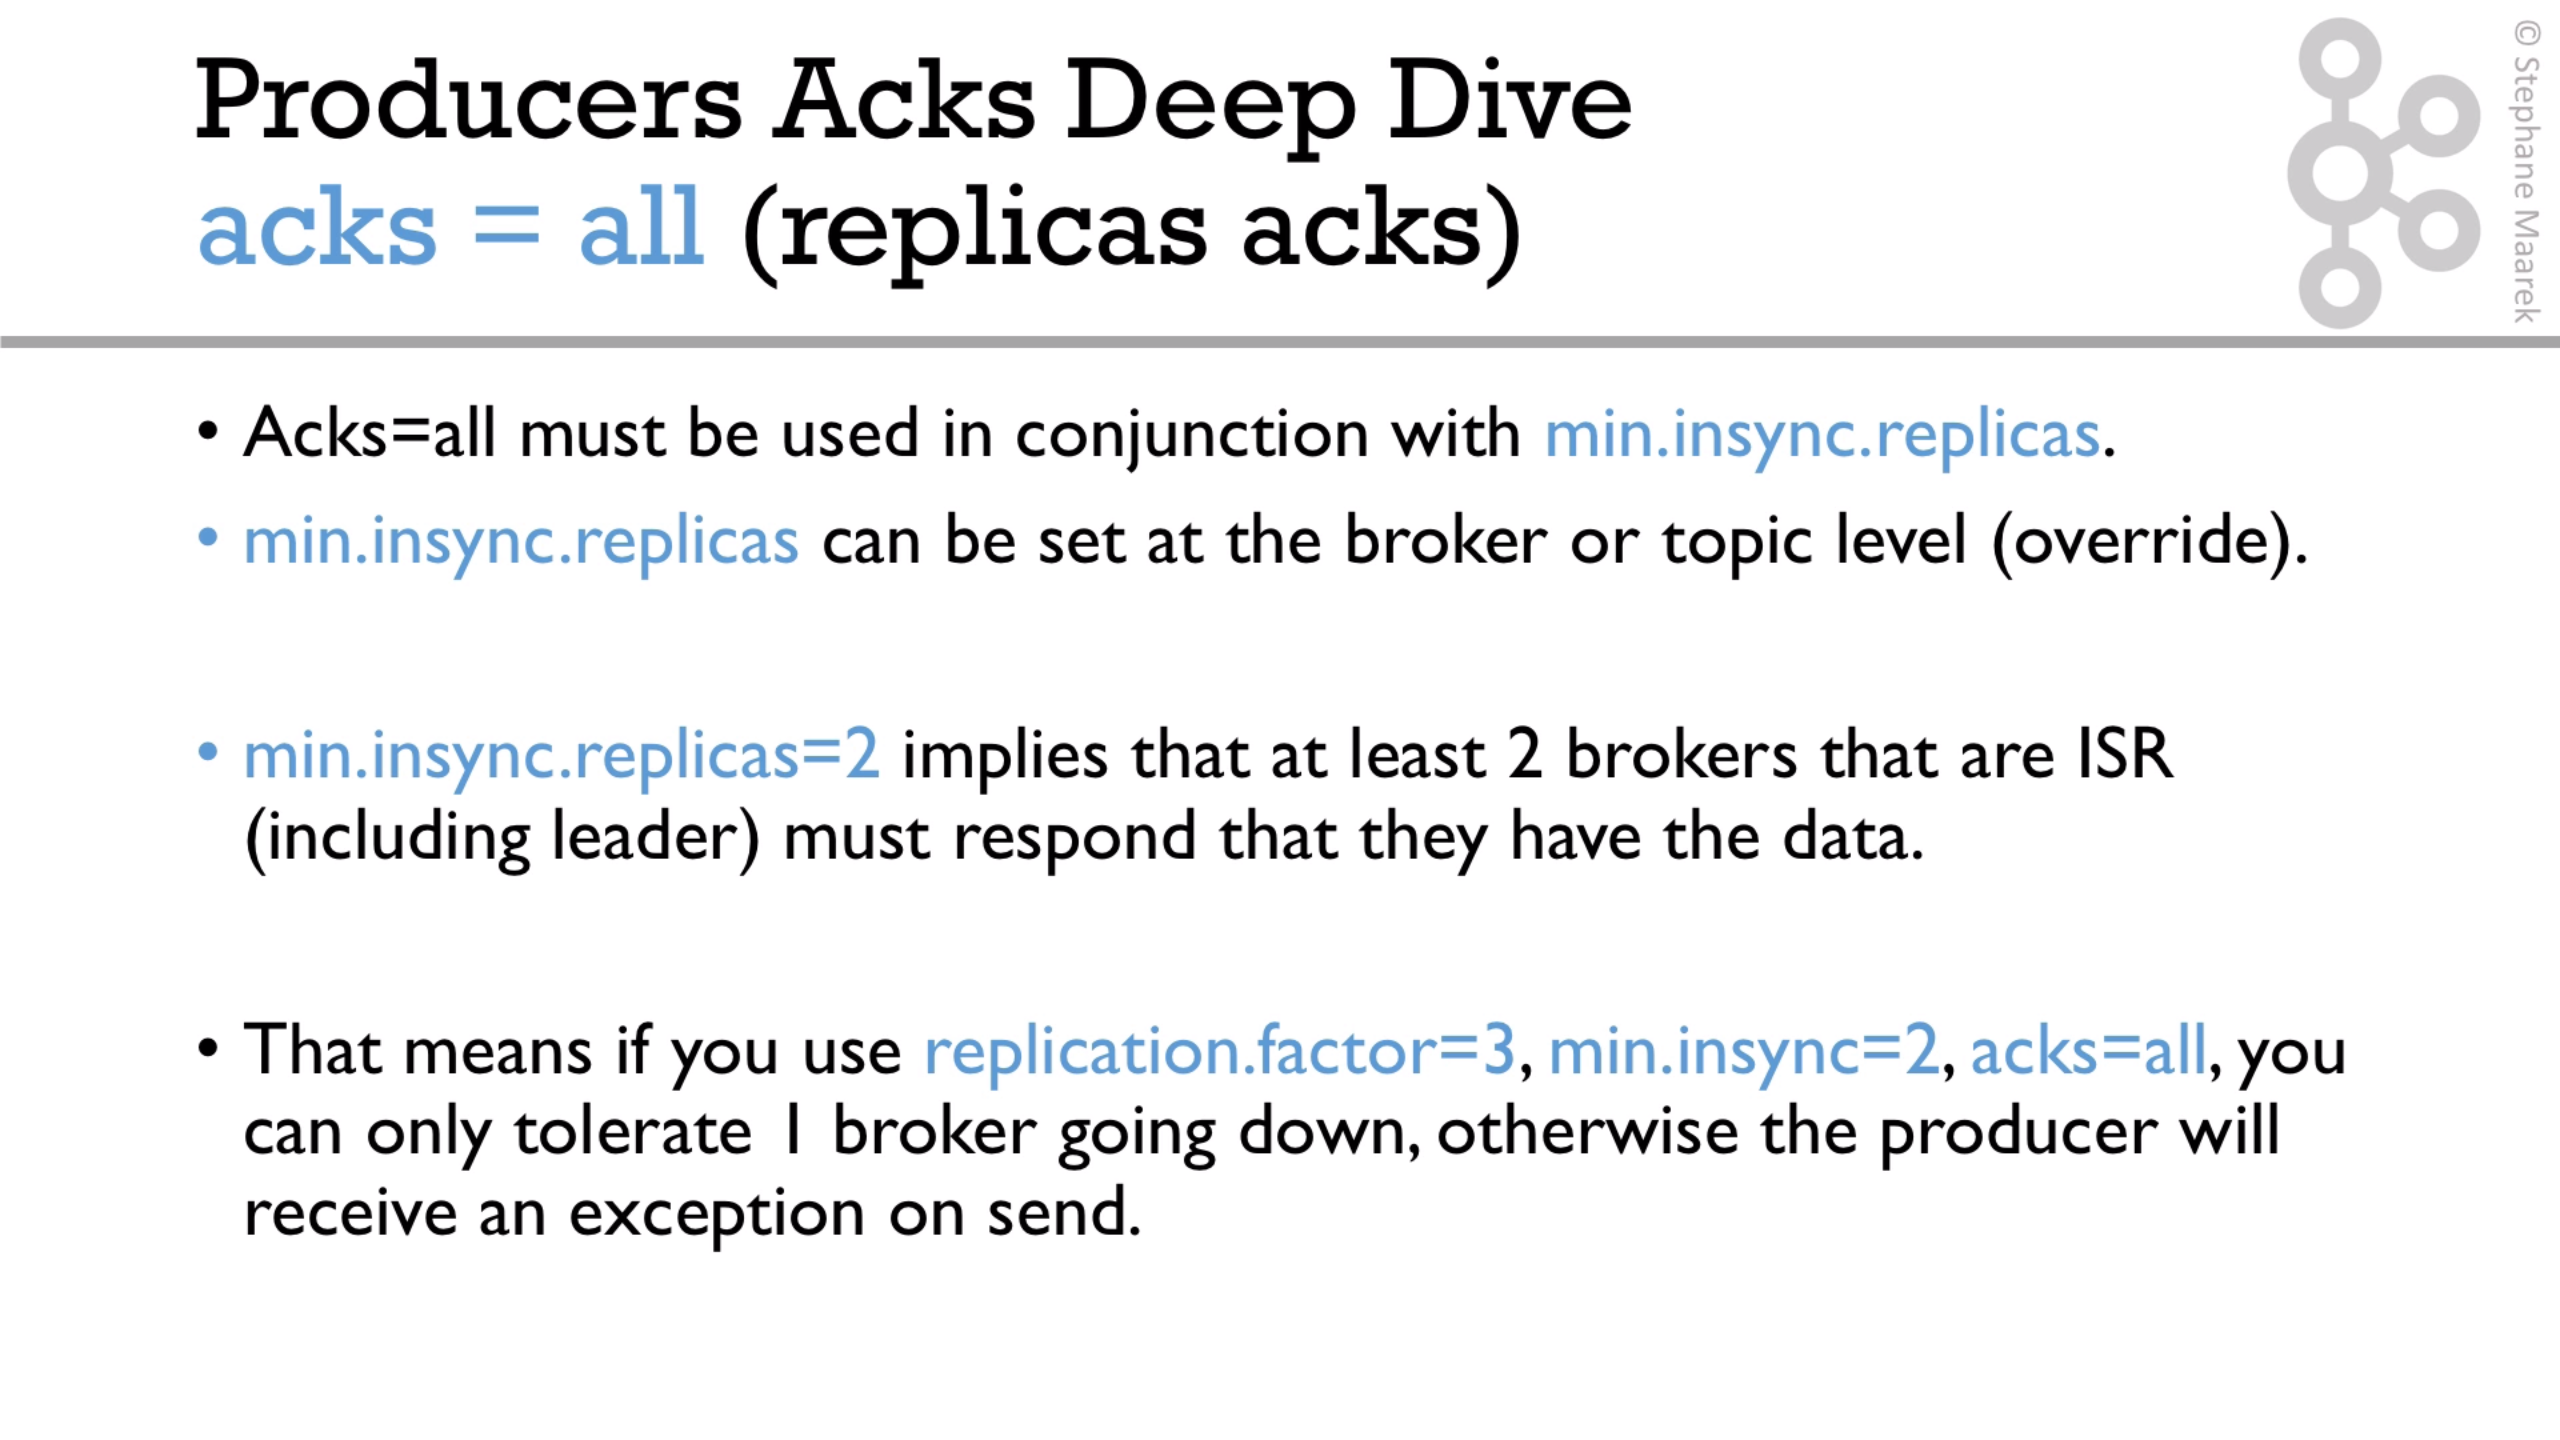 Producers Acks Deep Dive
acks = all (replicas acks)
© Stephane Maarek
• Acks=all must be used in conjunction with min.insync.replicas.
• min.insync.replicas can be set at the broker or topic level (override).
• min.insync.replicas=2 implies that at least 2 brokers that are ISR
(including leader) must respond that they have the data.
• That means if you use replication.factor=3, min.insync=2, acks=all, you
can only tolerate 1 broker going down, otherwise the producer will
receive an exception on send.